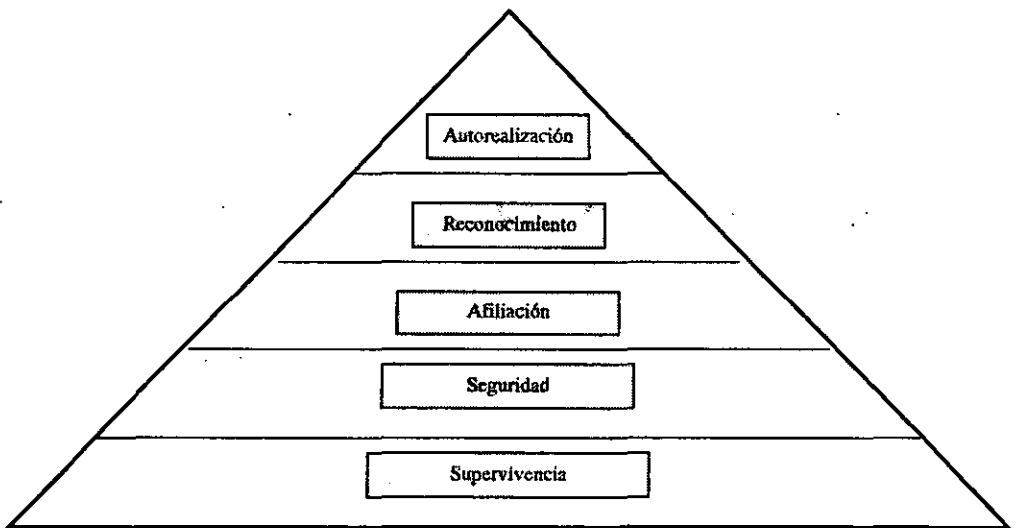 Autorealización
Reconocimiento
Afiliación
Seguridad
Supervivencia